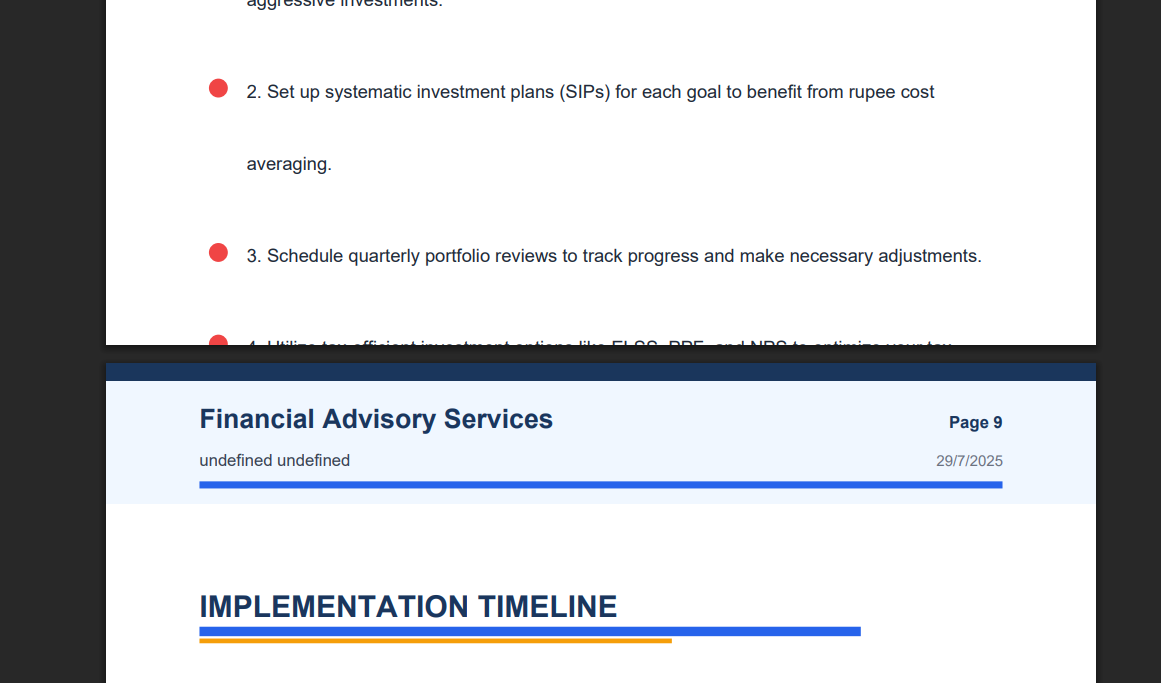 aggressive investments.
2. Set up systematic investment plans (SIPs) for each goal to benefit from rupee cost
averaging.
3. Schedule quarterly portfolio reviews to track progress and make necessary adjustments.
4. Utilize tax-efficient investment options like ELSS, PPF, and NPS to optimize your tax
Financial Advisory Services
Page 9
undefined undefined
29/7/2025
IMPLEMENTATION TIMELINE